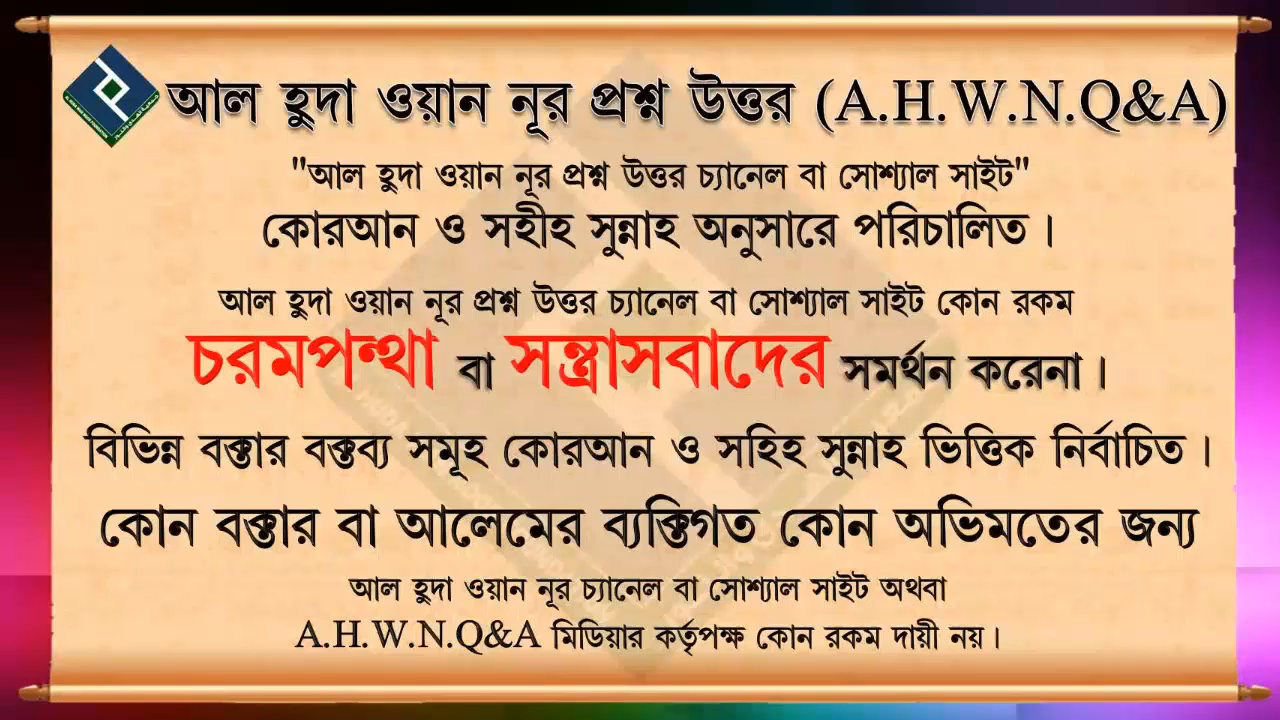 আল হুদা ওয়ান নূর প্রশ্ন উত্তর (A.H.W.N.Q&A)
"আল হুদা ওয়ান নূর প্রশ্ন উত্তর চ্যানেল বা সোশ্যাল সাইট"
কোরআন ও সহীহ সুন্নাহ অনুসারে পরিচালিত।
আল হুদা ওয়ান নূর প্রশ্ন উত্তর চ্যানেল বা সোশ্যাল সাইট কোন রকম
চরমপন্থা বা সন্ত্রাসবাদের সমর্থন করেনা।
বিভিন্ন বক্তার বক্তব্য সমূহ কোরআন ও সহিহ সুন্নাহ ভিত্তিক নির্বাচিত।
কোন বক্তার বা আলেমের ব্যক্তিগত কোন অভিমতের জন্য
আল হুদা ওয়ান নূর চ্যানেল বা সোশ্যাল সাইট অথবা
A.H.W.N.Q&A মিডিয়ার কর্তৃপক্ষ কোন রকম দায়ী নয়।